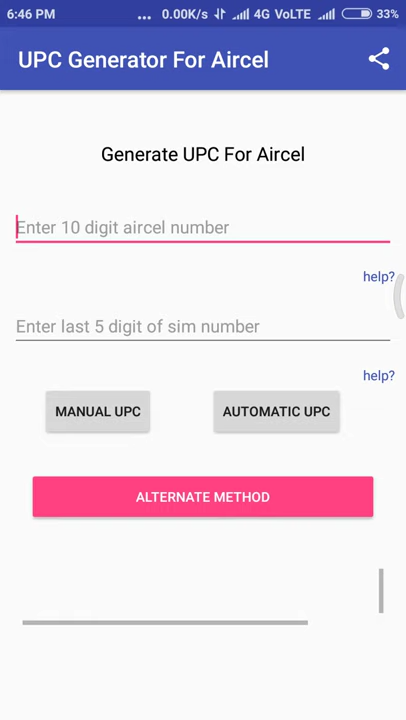 6:46 PM ... 0.00K/s 4G VoLTE 33%
UPC Generator For Aircel
Generate UPC For Aircel
Enter 10 digit aircel number
help?
Enter last 5 digit of sim number
help?
MANUAL UPC AUTOMATIC UPC
ALTERNATE METHOD